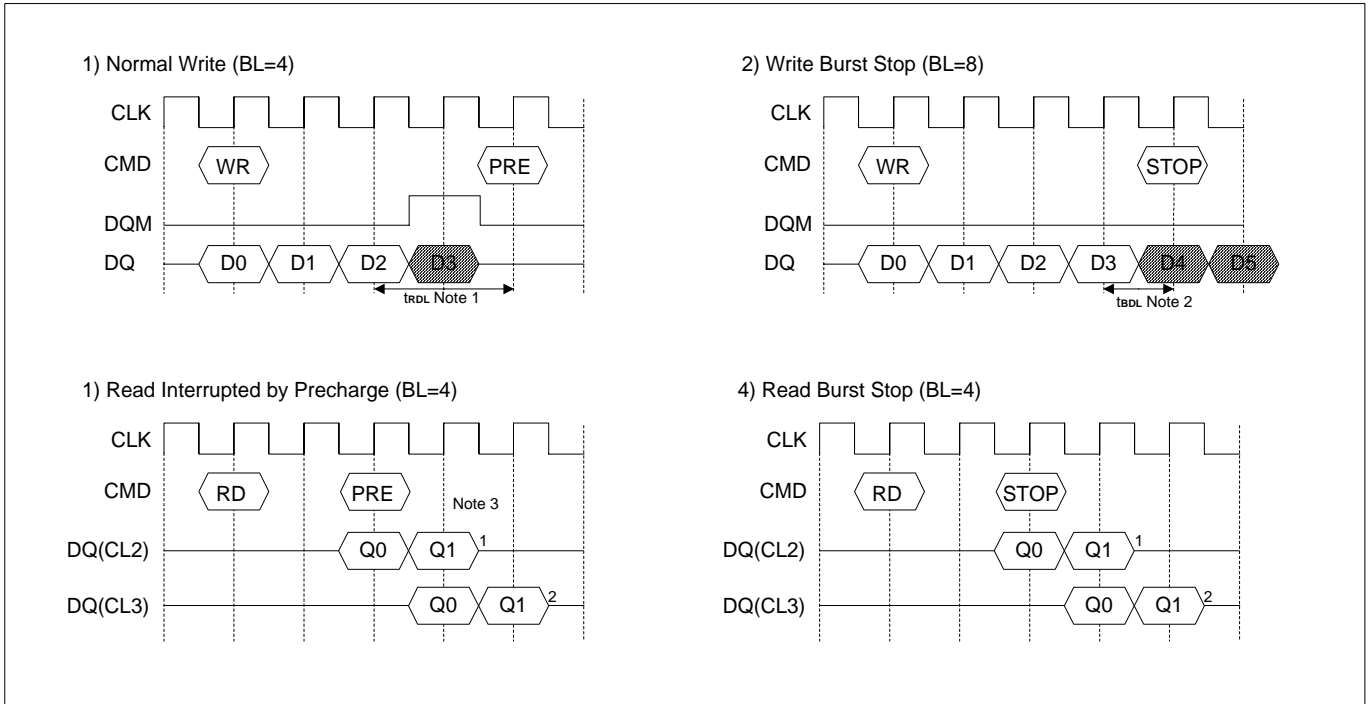 1) Normal Write (BL=4)
CLK
CMD WR PRE
DQM
DQ D0 D1 D2 D3
tRDL Note 1
2) Write Burst Stop (BL=8)
CLK
CMD WR STOP
DQM
DQ D0 D1 D2 D3 D4 D5
tBDL Note 2
1) Read Interrupted by Precharge (BL=4)
CLK
CMD RD PRE Note 3
DQ(CL2) Q0 Q1 1
DQ(CL3) Q0 Q1 2
4) Read Burst Stop (BL=4)
CLK
CMD RD STOP
DQ(CL2) Q0 Q1 1
DQ(CL3) Q0 Q1 2